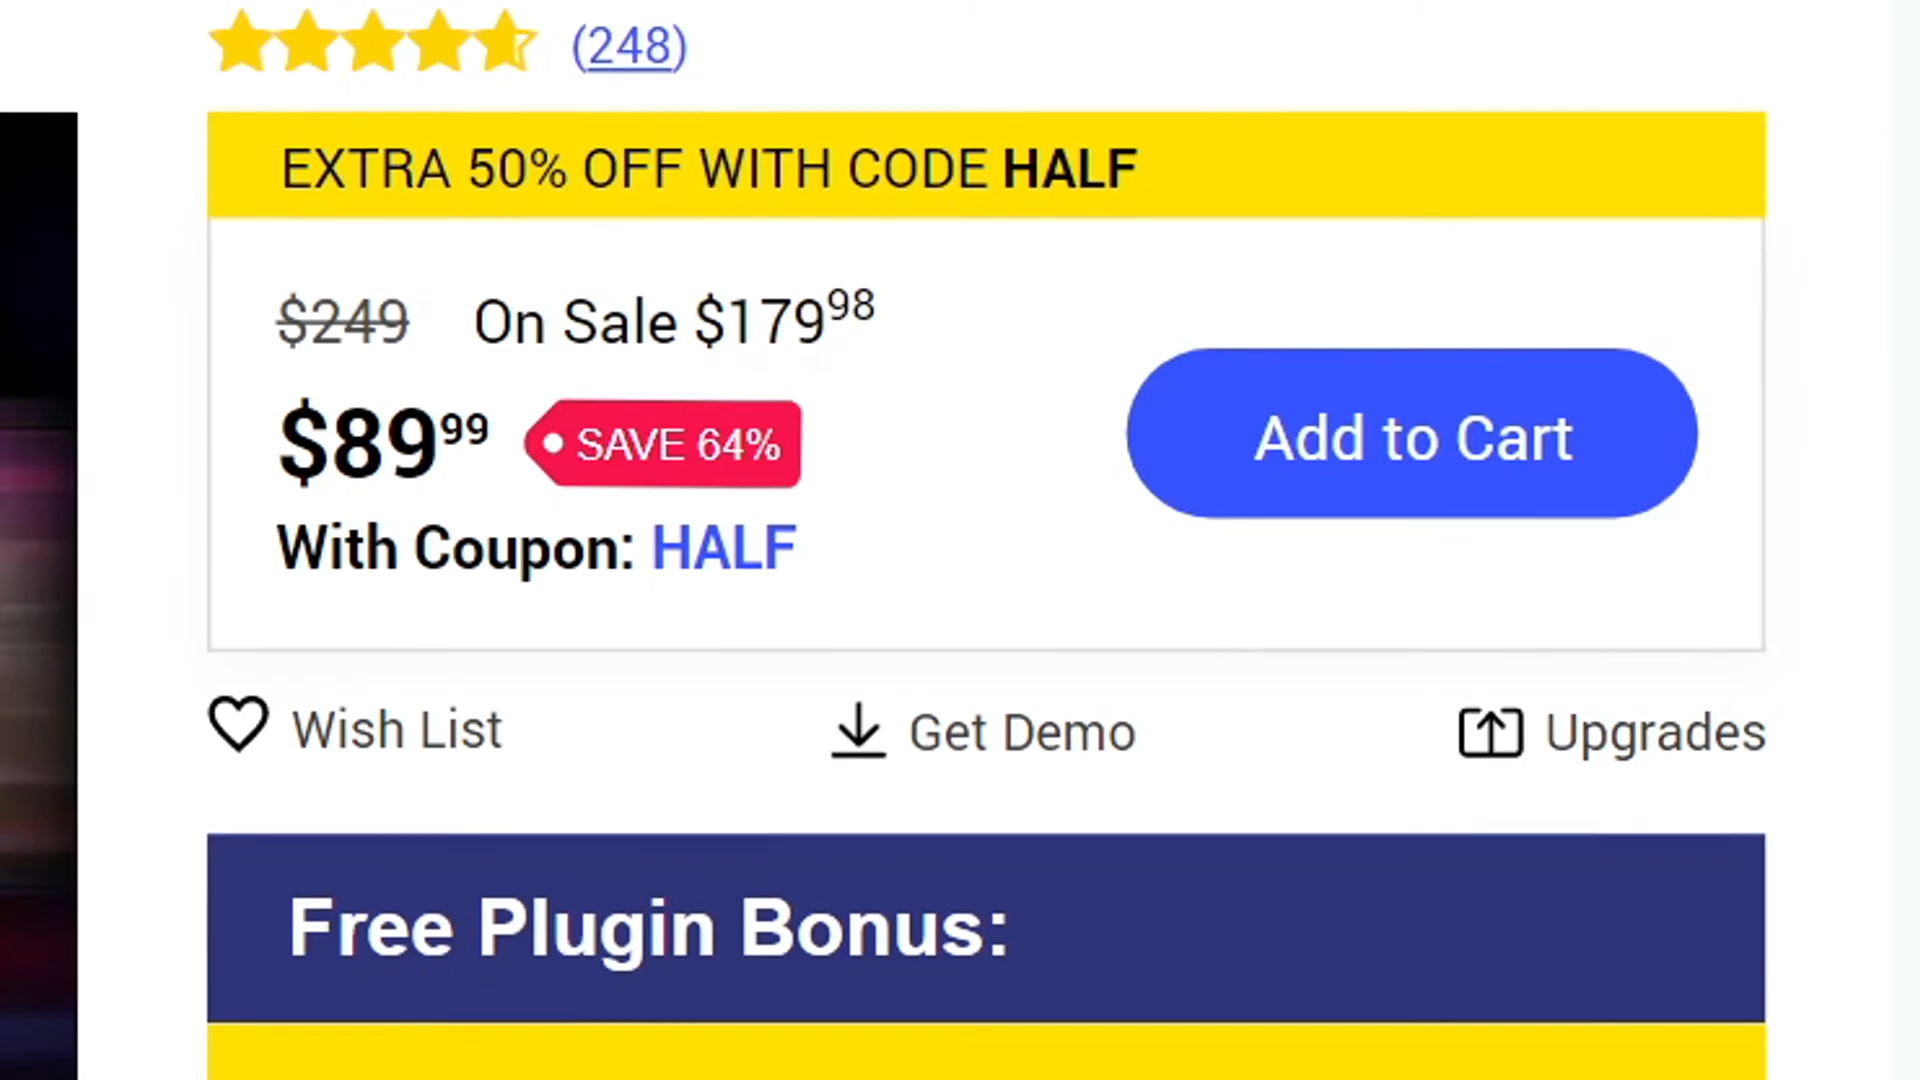 (248)
EXTRA 50% OFF WITH CODE HALF
$249 On Sale $17998
$8999 SAVE 64%
Add to Cart
With Coupon: HALF
Wish List Get Demo Upgrades
Free Plugin Bonus: